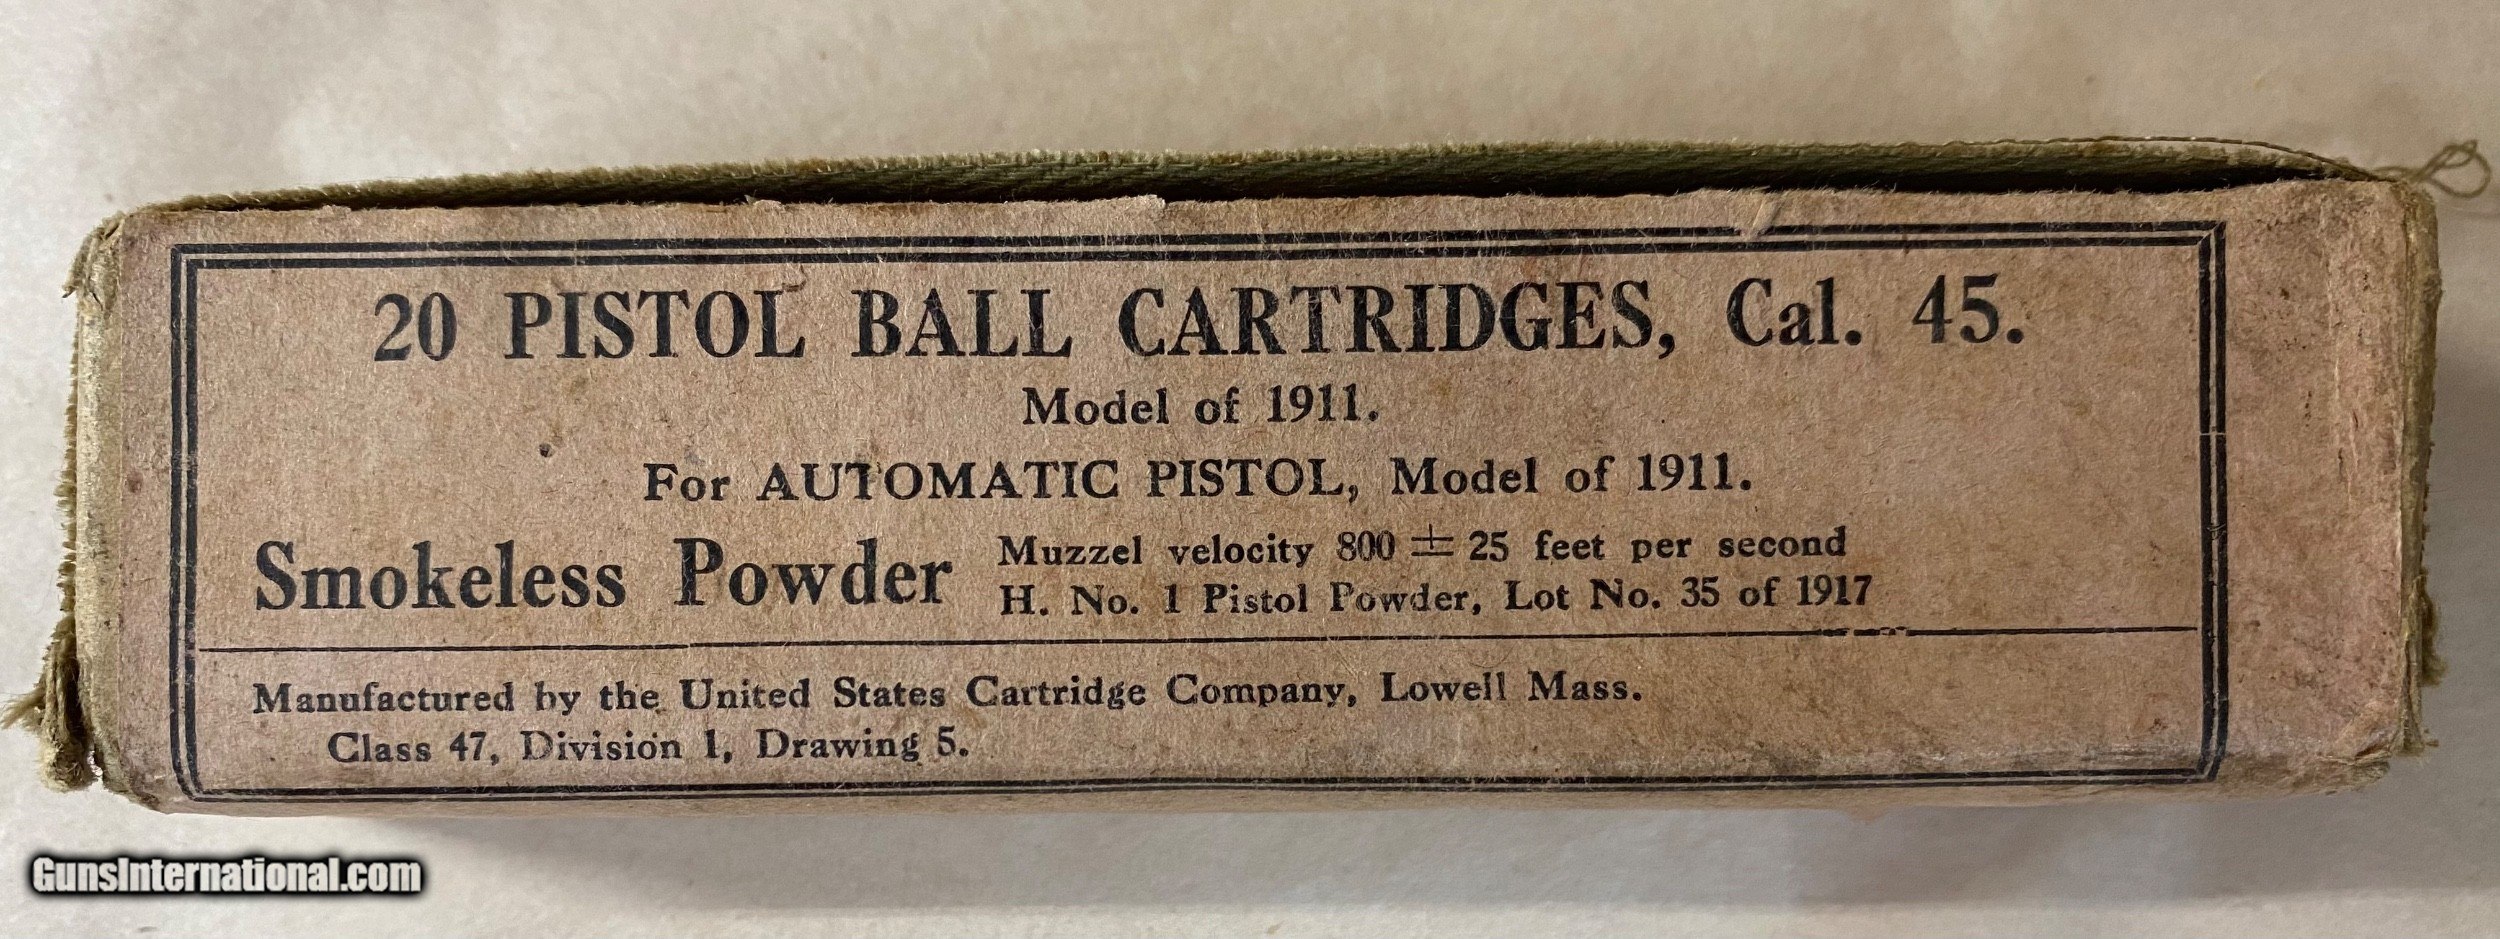 20 PISTOL BALL CARTRIDGES, Cal. 45.
Model of 1911.
For AUTOMATIC PISTOL, Model of 1911.
Smokeless Powder
Muzzel velocity 800 ± 25 feet per second
H. No. 1 Pistol Powder, Lot No. 35 of 1917
Manufactured by the United States Cartridge Company, Lowell Mass.
Class 47, Division 1, Drawing 5.
GunsInternational.com